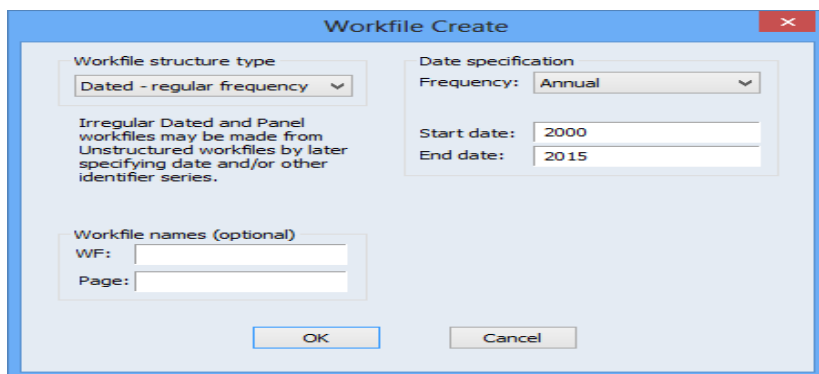 Workfile Create
Workfile structure type
Dated - regular frequency
Irregular Dated and Panel
workfiles may be made from
Unstructured workfiles by later
specifying date and/or other
identifier series.
Date specification
Frequency: Annual
Start date: 2000
End date: 2015
Workfile names (optional)
WF:
Page:
OK
Cancel